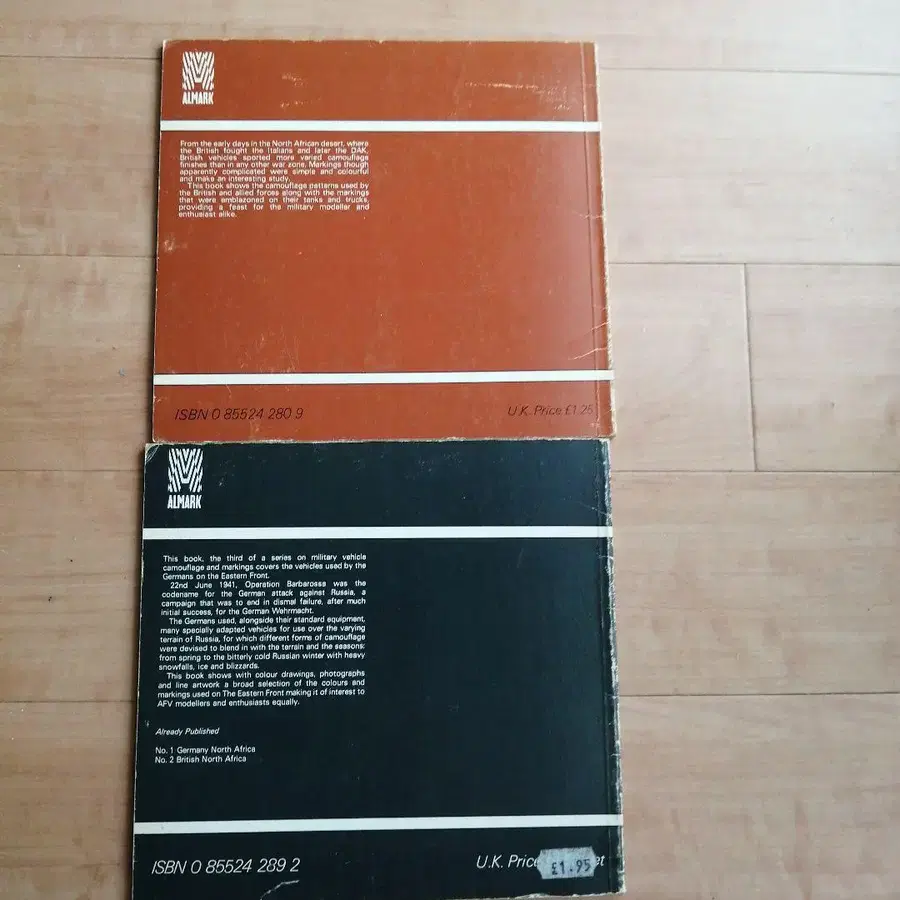 ALMARK
From the early days in the North African desert, where
the British fought the Italians and later the DAK,
British vehicles sported more varied camouflage
finishes than in any other war zone. Markings though
apparently complicated were simple and colourful
and make an interesting study.
This book shows the camouflage patterns used by
the British and allied forces along with the markings
that were emblazoned on their tanks and trucks,
providing a feast for the military modeller and
enthusiast alike.
ISBN 0 85524 280 9
U.K. Price £1.25
ALMARK
This book, the third of a series on military vehicle
camouflage and markings covers the vehicles used by the
Germans on the Eastern Front.
22nd June 1941, Operation Barbarossa was the
codename for the German attack against Russia, a
campaign that was to end in dismal failure, after much
initial success, for the German Wehrmacht.
The Germans used, alongside their standard equipment,
many specially adapted vehicles for use over the varying
terrain of Russia, for which different forms of camouflage
were devised to blend in with the terrain and the seasons:
from spring to the bitterly cold Russian winter with heavy
snowfalls, ice and blizzards.
This book shows with colour drawings, photographs
and line artwork a broad selection of the colours and
markings used on The Eastern Front making it of interest to
AFV modellers and enthusiasts equally.
Already Published
No. 1 Germany North Africa
No. 2 British North Africa
ISBN 0 85524 289 2
U.K. Price
£1.95